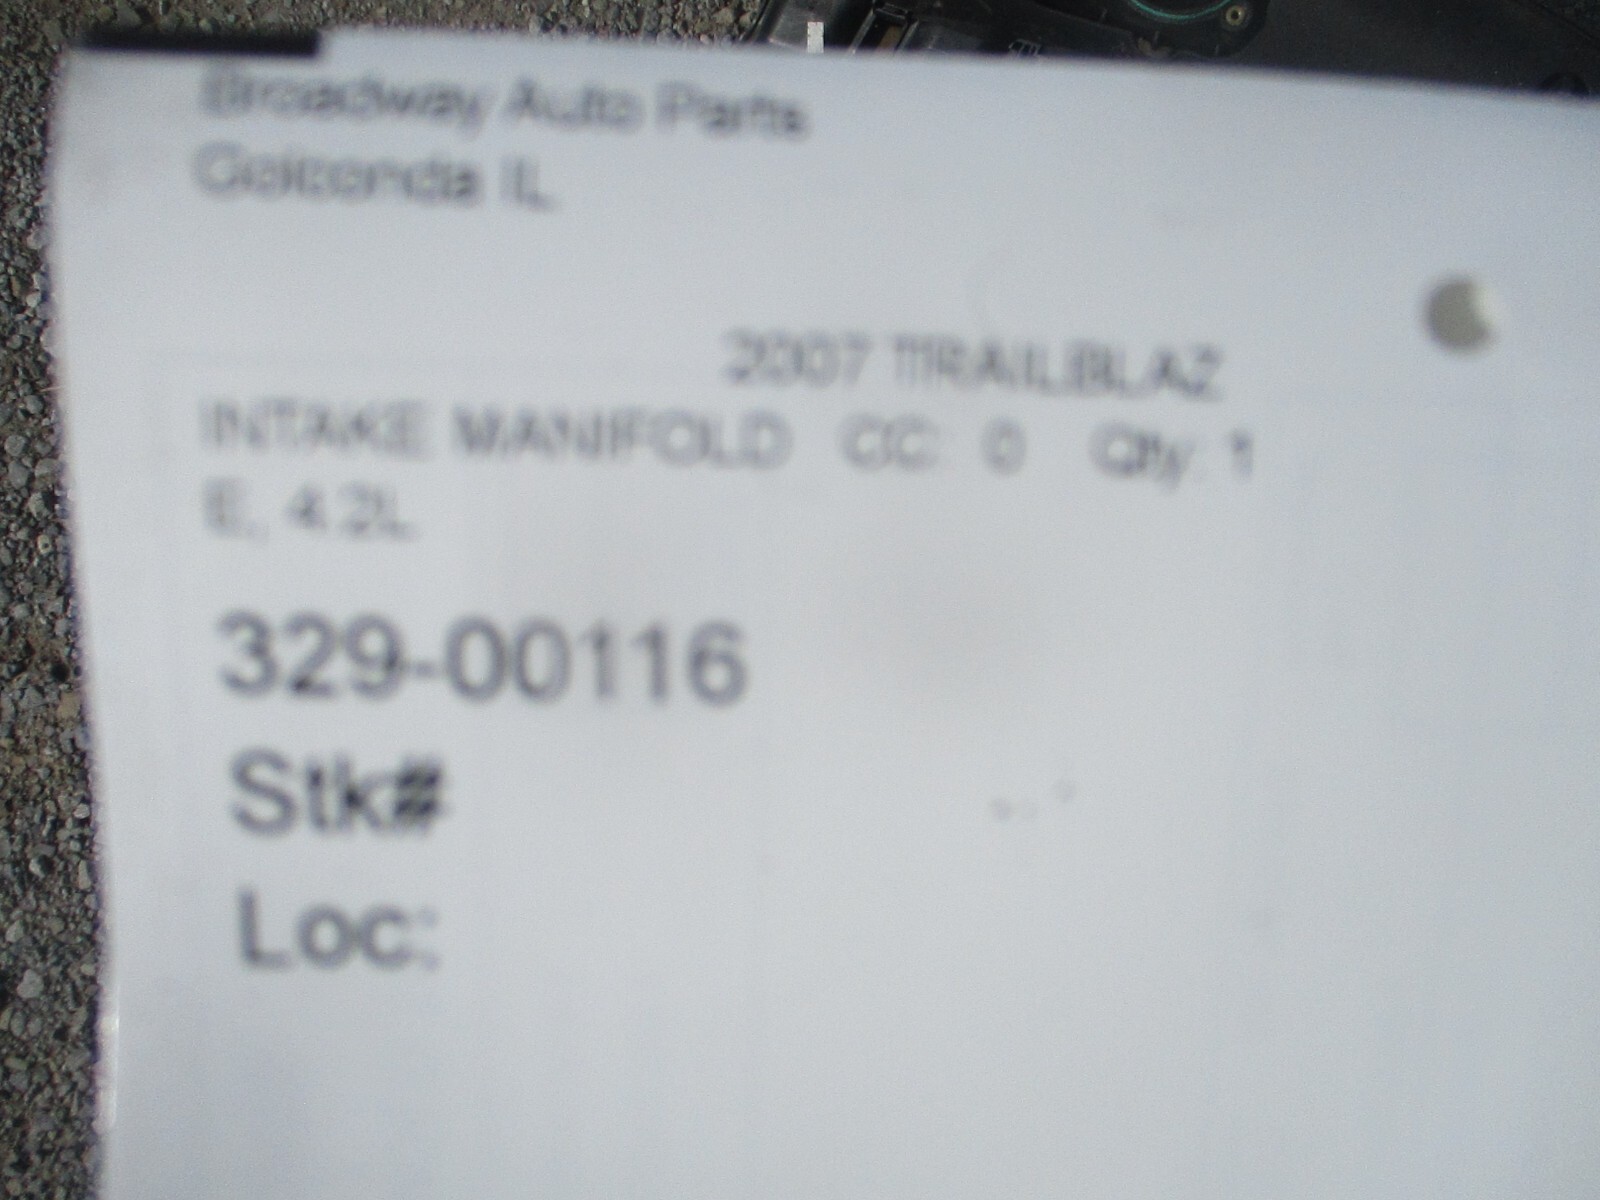 Broadway Auto Parts
Golconda IL
2007 TRAILBLAZ
INTAKE MANIFOLD CC: 0 Qty: 1
E, 4.2L
329-00116
Stk#
Loc: